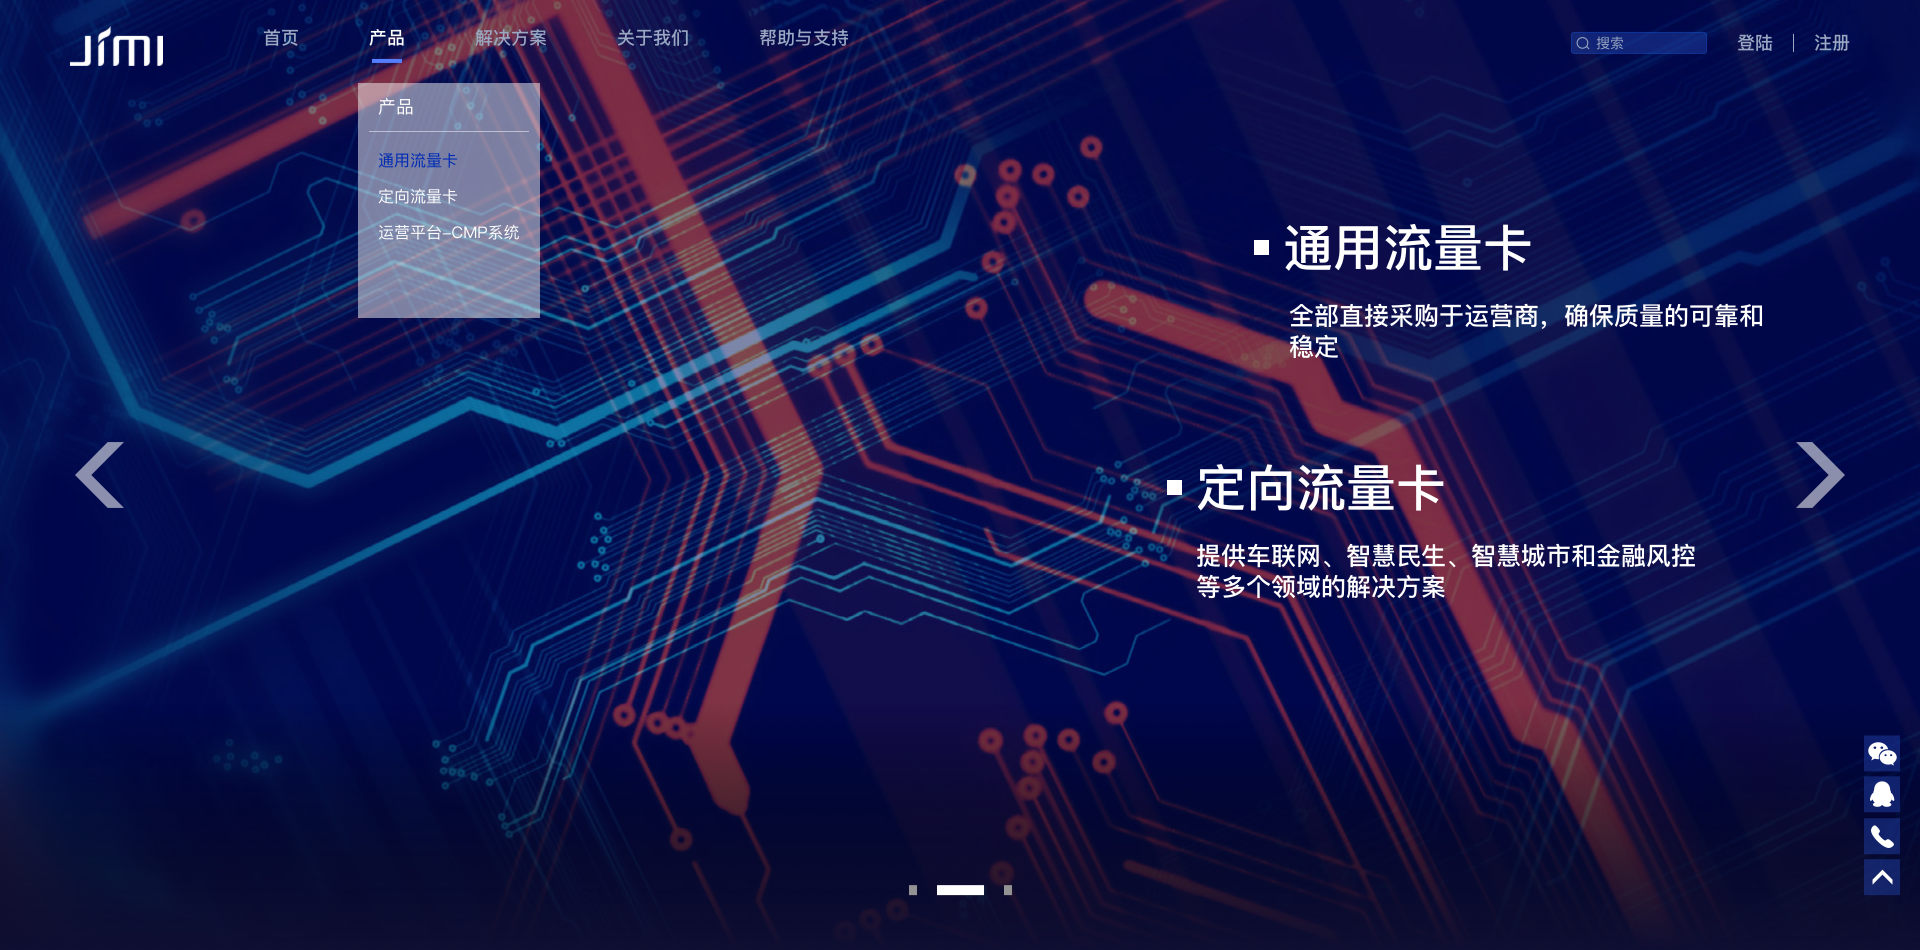 JIMI
首页
产品
解决方案
关于我们
帮助与支持
搜索
登陆
注册
产品
通用流量卡
定向流量卡
运营平台-CMP系统
通用流量卡
全部直接采购于运营商，确保质量的可靠和
稳定
定向流量卡
提供车联网、智慧民生、智慧城市和金融风控
等多个领域的解决方案